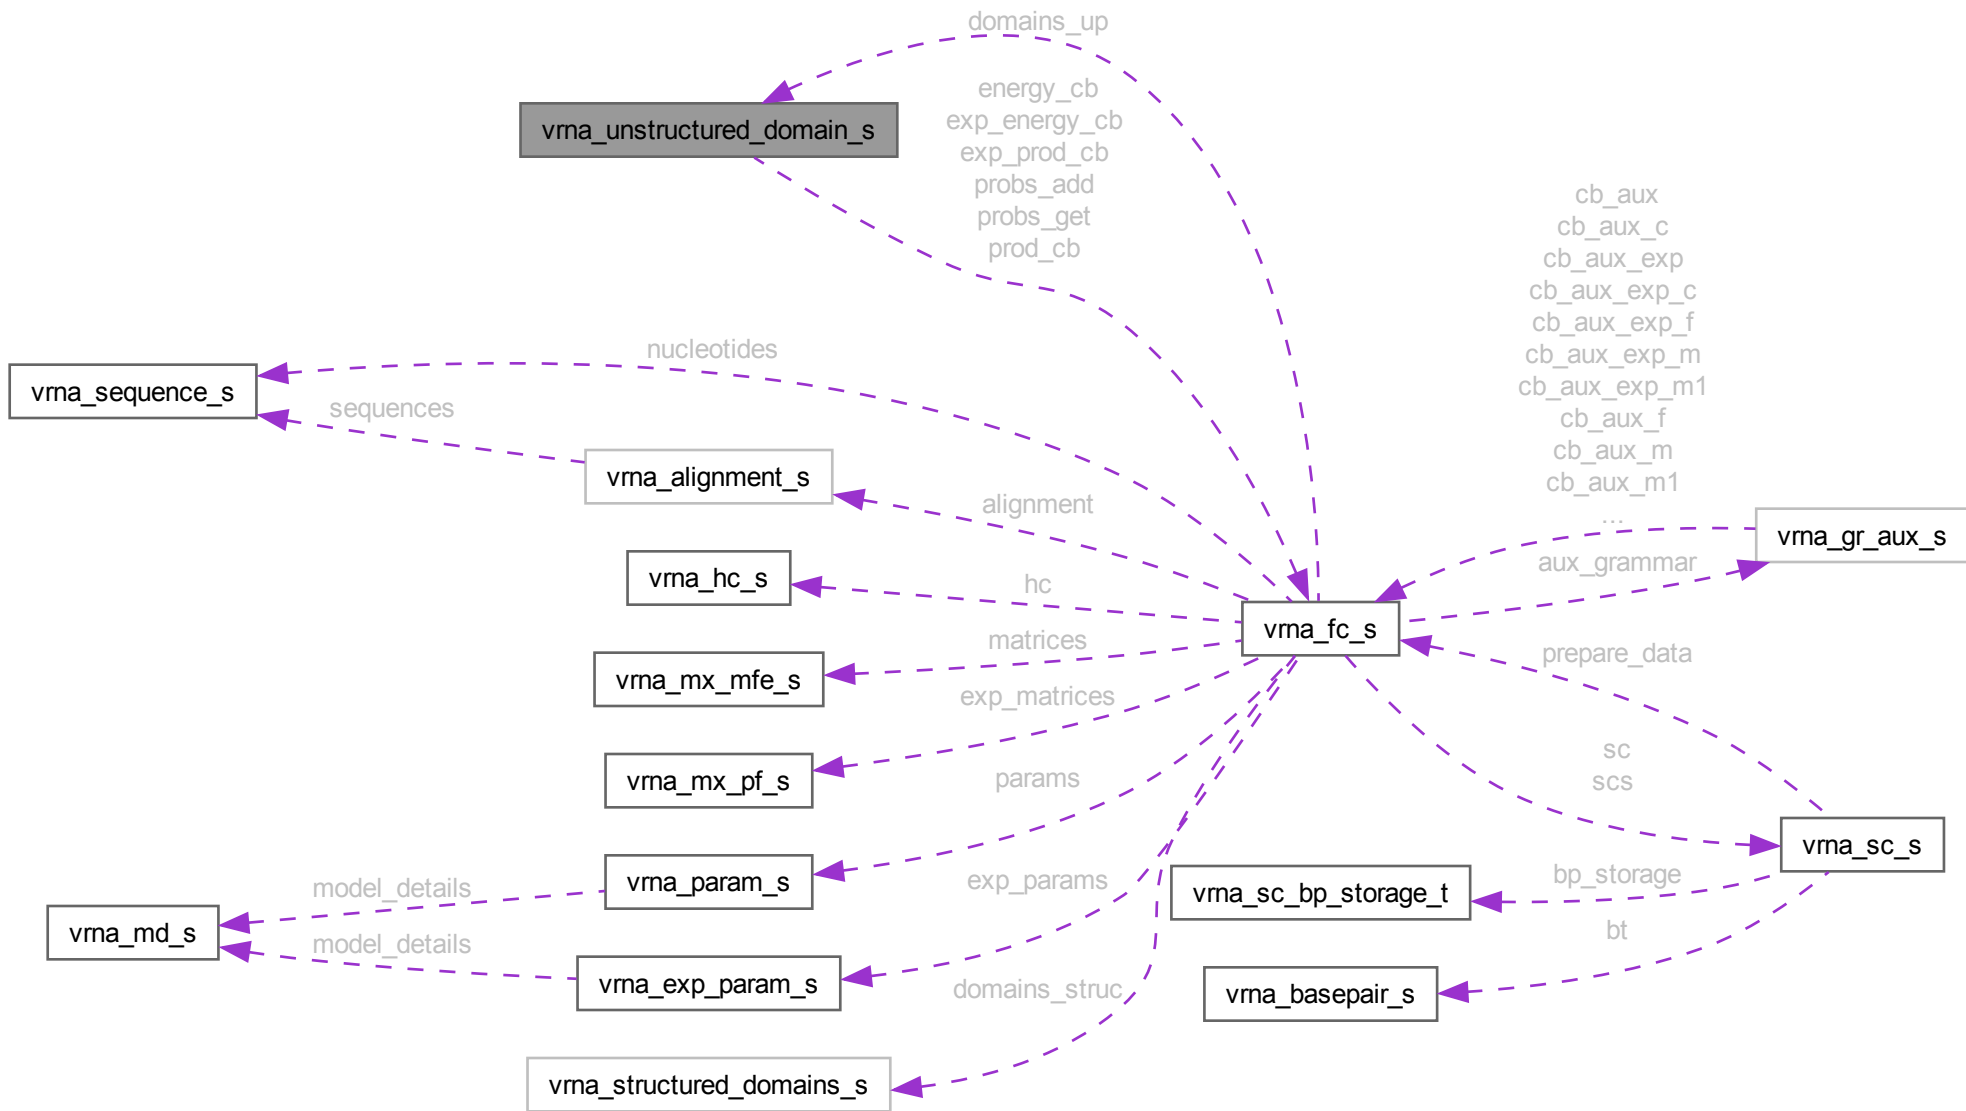 domains_up
energy_cb
exp_energy_cb
exp_prod_cb
probs_add
probs_get
prod_cb
vrna_unstructured_domain_s
cb_aux
cb_aux_c
cb_aux_exp
cb_aux_exp_c
cb_aux_exp_f
cb_aux_exp_m
cb_aux_exp_m1
cb_aux_f
cb_aux_m
cb_aux_m1
...
nucleotides
vrna_sequence_s
sequences
vrna_alignment_s
alignment
vrna_gr_aux_s
aux_grammar
vrna_hc_s
hc
vrna_fc_s
matrices
prepare_data
vrna_mx_mfe_s
exp_matrices
vrna_mx_pf_s
params
sc
scs
vrna_sc_s
vrna_param_s
model_details
exp_params
vrna_sc_bp_storage_t
bp_storage
vrna_md_s
model_details
bt
vrna_exp_param_s
domains_struc
vrna_basepair_s
vrna_structured_domains_s